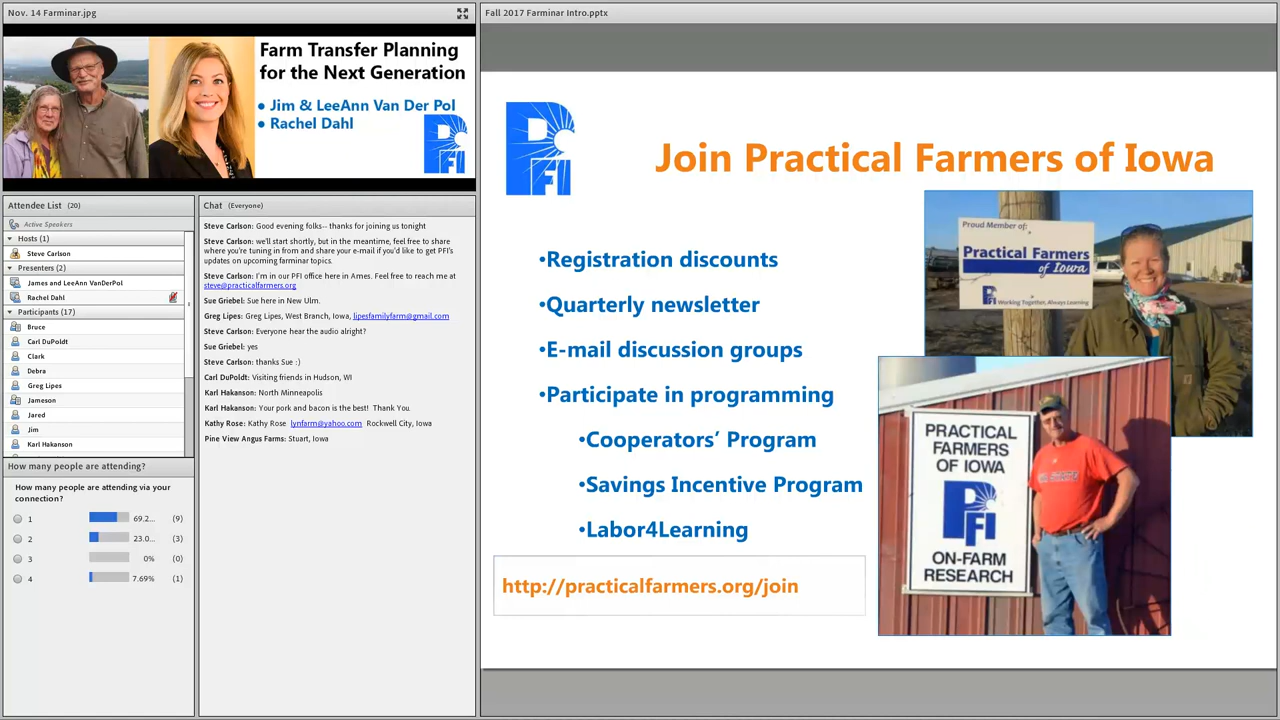 Nov. 14 Farminar.jpg
Farm Transfer Planning
for the Next Generation
● Jim & LeeAnn Van Der Pol
● Rachel Dahl
PFI
Attendee List (20)
Active Speakers
Hosts (1)
Steve Carlson
Presenters (2)
James and LeeAnn VanDerPol
Rachel Dahl
Participants (17)
Bruce
Carl DuPoldt
Clark
Debra
Greg Lipes
Jameson
Jared
Jim
Karl Hakanson
Chat (Everyone)
Steve Carlson: Good evening folks-- thanks for joining us tonight
Steve Carlson: we'll start shortly, but in the meantime, feel free to share
where you're tuning in from and share your e-mail if you'd like to get PFI's
updates on upcoming farminar topics.
Steve Carlson: I'm in our PFI office here in Ames. Feel free to reach me at
steve@practicalfarmers.org
Sue Griebel: Sue here in New Ulm.
Greg Lipes: Greg Lipes, West Branch, Iowa, lipesfamilyfarm@gmail.com
Steve Carlson: Everyone hear the audio alright?
Sue Griebel: yes
Steve Carlson: thanks Sue :)
Carl DuPoldt: Visiting friends in Hudson, WI
Karl Hakanson: North Minneapolis
Karl Hakanson: Your pork and bacon is the best! Thank You.
Kathy Rose: Kathy Rose lynfarm@yahoo.com Rockwell City, Iowa
Pine View Angus Farms: Stuart, Iowa
How many people are attending?
How many people are attending via your
connection?
1 69.2... (9)
2 23.0... (3)
3 0% (0)
4 7.69% (1)
Fall 2017 Farminar Intro.pptx
PFI
Join Practical Farmers of Iowa
•Registration discounts
•Quarterly newsletter
•E-mail discussion groups
•Participate in programming
•Cooperators' Program
•Savings Incentive Program
•Labor4Learning
http://practicalfarmers.org/join
Proud Member of:
Practical Farmers
of Iowa
PFI Working Together, Always Learning
PRACTICAL
FARMERS
OF IOWA
PFI
ON-FARM
RESEARCH